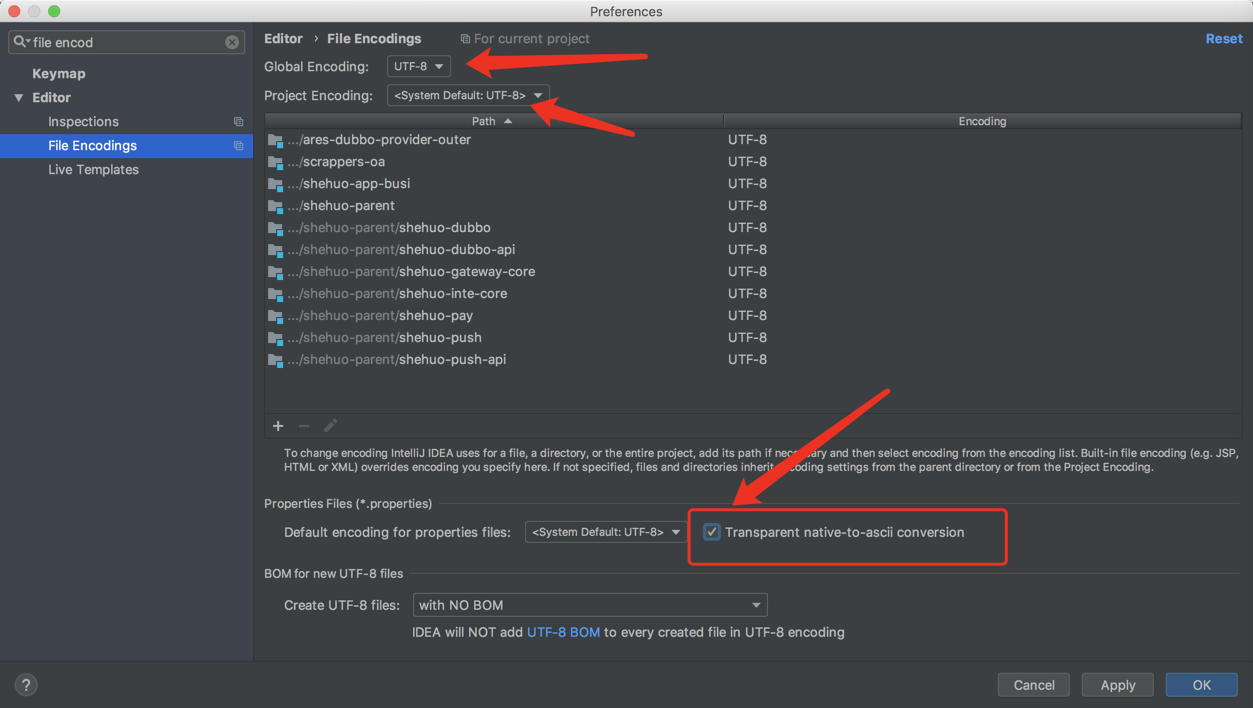 Preferences
file encod
Keymap
Editor
Inspections
File Encodings
Live Templates
Editor › File Encodings For current project Reset
Global Encoding: UTF-8
Project Encoding: <System Default: UTF-8>
Path Encoding
.../ares-dubbo-provider-outer UTF-8
.../scrappers-oa UTF-8
.../shehuo-app-busi UTF-8
.../shehuo-parent UTF-8
.../shehuo-parent/shehuo-dubbo UTF-8
.../shehuo-parent/shehuo-dubbo-api UTF-8
.../shehuo-parent/shehuo-gateway-core UTF-8
.../shehuo-parent/shehuo-inte-core UTF-8
.../shehuo-parent/shehuo-pay UTF-8
.../shehuo-parent/shehuo-push UTF-8
.../shehuo-parent/shehuo-push-api UTF-8
To change encoding IntelliJ IDEA uses for a file, a directory, or the entire project, add its path if necessary and then select encoding from the encoding list. Built-in file encoding (e.g. JSP,
HTML or XML) overrides encoding you specify here. If not specified, files and directories inherit encoding settings from the parent directory or from the Project Encoding.
Properties Files (*.properties)
Default encoding for properties files: <System Default: UTF-8> Transparent native-to-ascii conversion
BOM for new UTF-8 files
Create UTF-8 files: with NO BOM
IDEA will NOT add UTF-8 BOM to every created file in UTF-8 encoding
? Cancel Apply OK